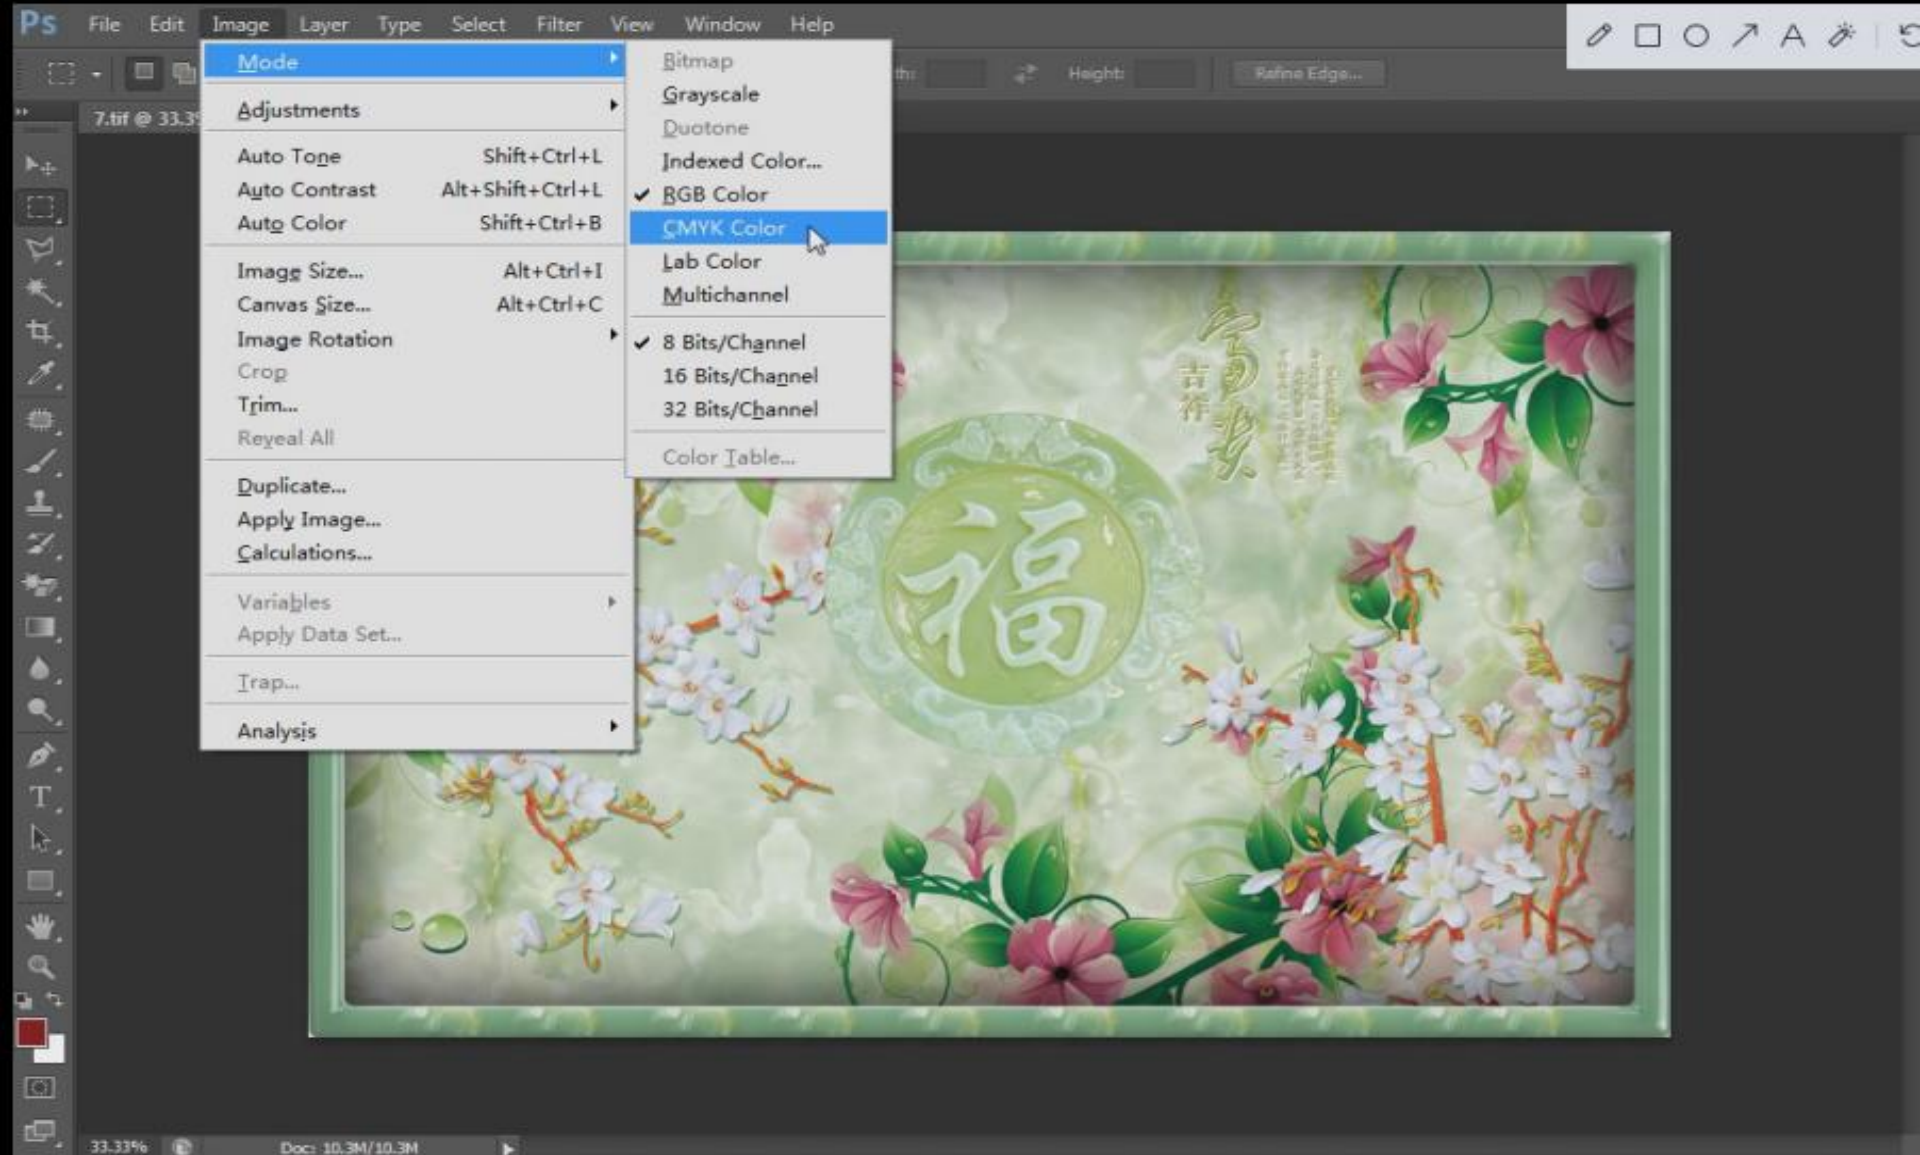 Ps File Edit Image Layer Type Select Filter View Window Help
Height:
Refine Edge...
7.tif @ 33.3
Mode
Adjustments
Auto Tone Shift+Ctrl+L
Auto Contrast Alt+Shift+Ctrl+L
Auto Color Shift+Ctrl+B
Image Size... Alt+Ctrl+I
Canvas Size... Alt+Ctrl+C
Image Rotation
Crop
Trim...
Reveal All
Duplicate...
Apply Image...
Calculations...
Variables
Apply Data Set...
Trap...
Analysis
Bitmap
Grayscale
Duotone
Indexed Color...
RGB Color
CMYK Color
Lab Color
Multichannel
8 Bits/Channel
16 Bits/Channel
32 Bits/Channel
Color Table...
富贵
吉祥
福
33.33% Doc: 10.3M/10.3M